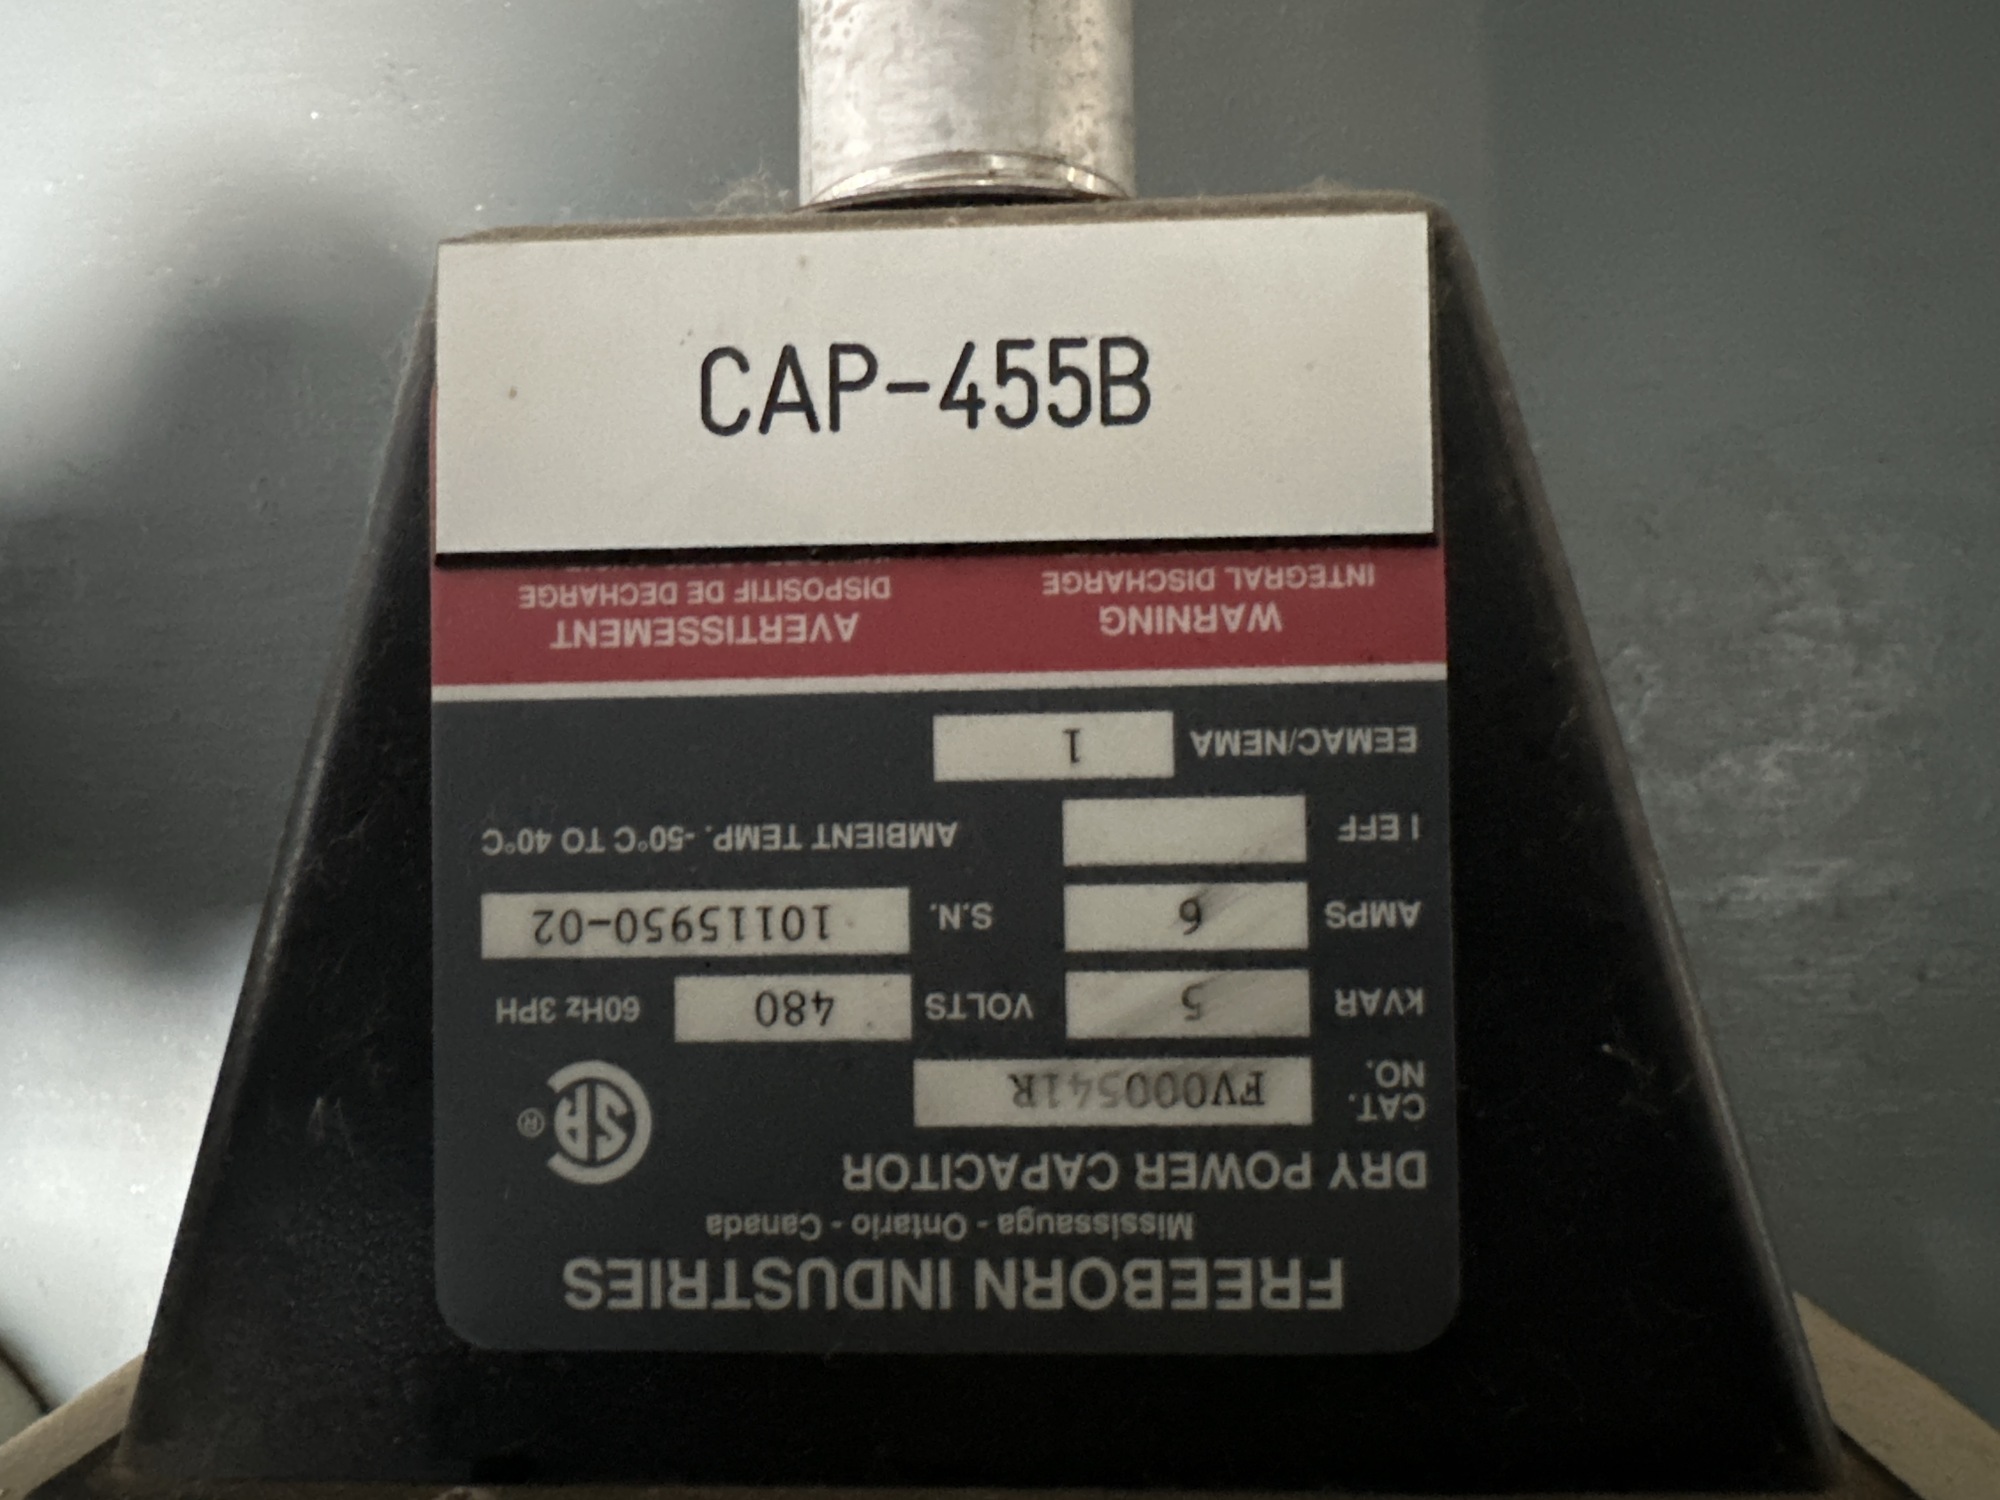 CAP-455B
FREEBORN INDUSTRIES
Mississauga - Ontario - Canada
DRY POWER CAPACITOR
CAT. NO. FV000541R
SA ®
KVAR 5 VOLTS 480 60Hz 3PH
AMPS 6 S.N. 10115950-02
I EFF AMBIENT TEMP. -50°C TO 40°C
EEMAC/NEMA 1
WARNING AVERTISSEMENT
INTEGRAL DISCHARGE DISPOSITIF DE DECHARGE